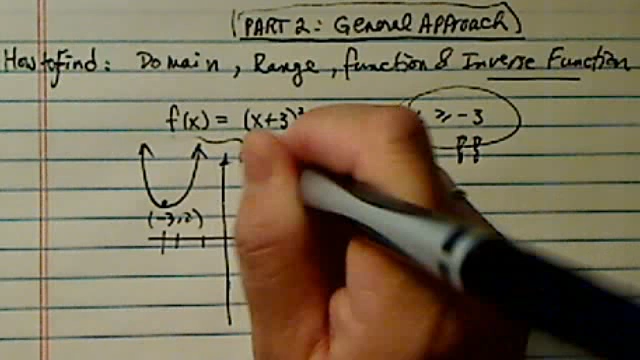 (PART 2: General Approach)
How to find: Domain, Range, function & Inverse Function
f(x) = (x+3)² ≥ -3
(-3,2)